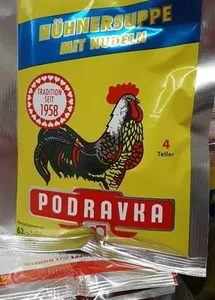 HÜHNERSUPPE
MIT NUDELN
TRADITION
SEIT
1958
4
Teller
PODRAVKA